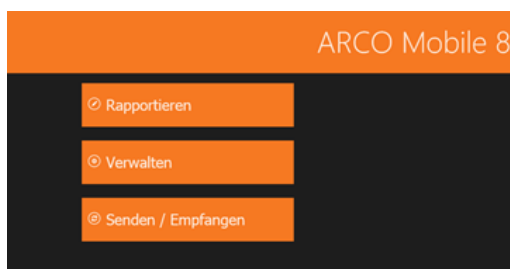 ARCO Mobile 8
Rapportieren
Verwalten
Senden / Empfangen